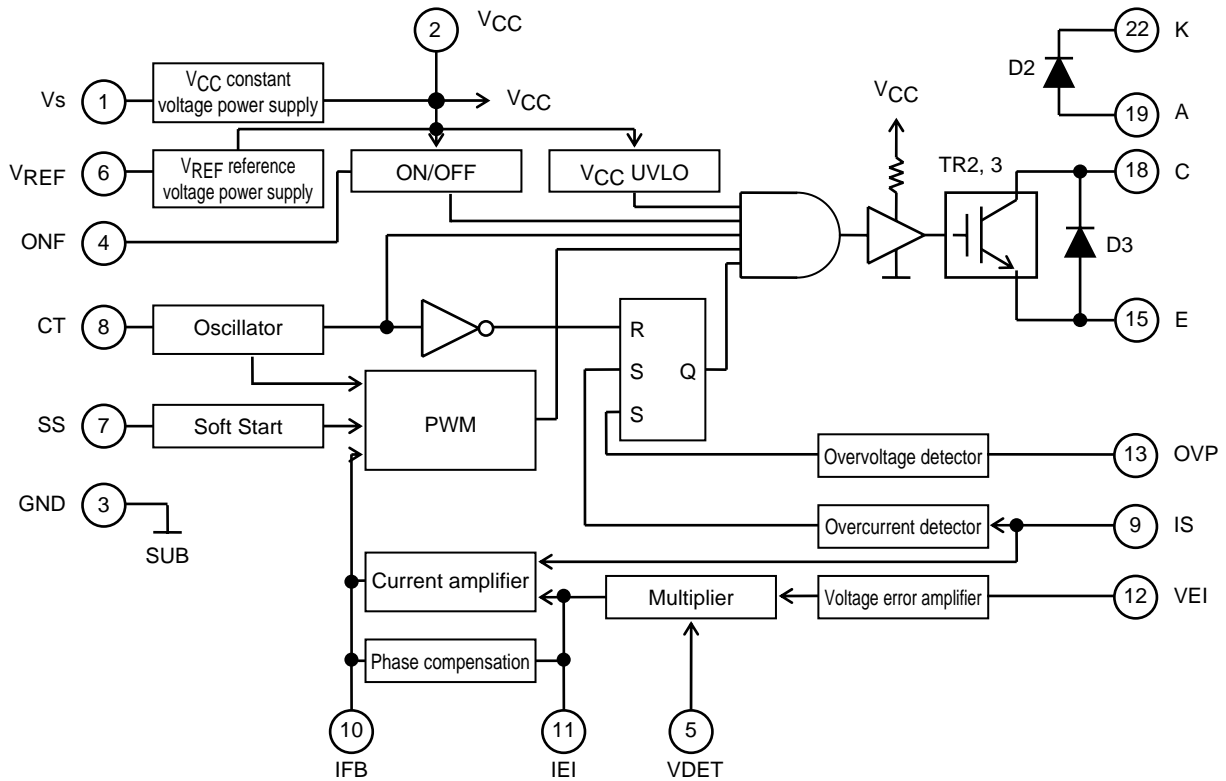 2
VCC
22
K
D2
Vs
1
VCC constant
voltage power supply
VCC
VCC
19
A
VREF
6
VREF reference
voltage power supply
ON/OFF
VCC UVLO
TR2, 3
18
C
ONF
4
D3
CT
8
Oscillator
R
S
Q
S
15
E
SS
7
Soft Start
PWM
Overvoltage detector
13
OVP
GND
3
SUB
Overcurrent detector
9
IS
Current amplifier
Multiplier
Voltage error amplifier
12
VEI
Phase compensation
10
11
5
IFB
IEI
VDET